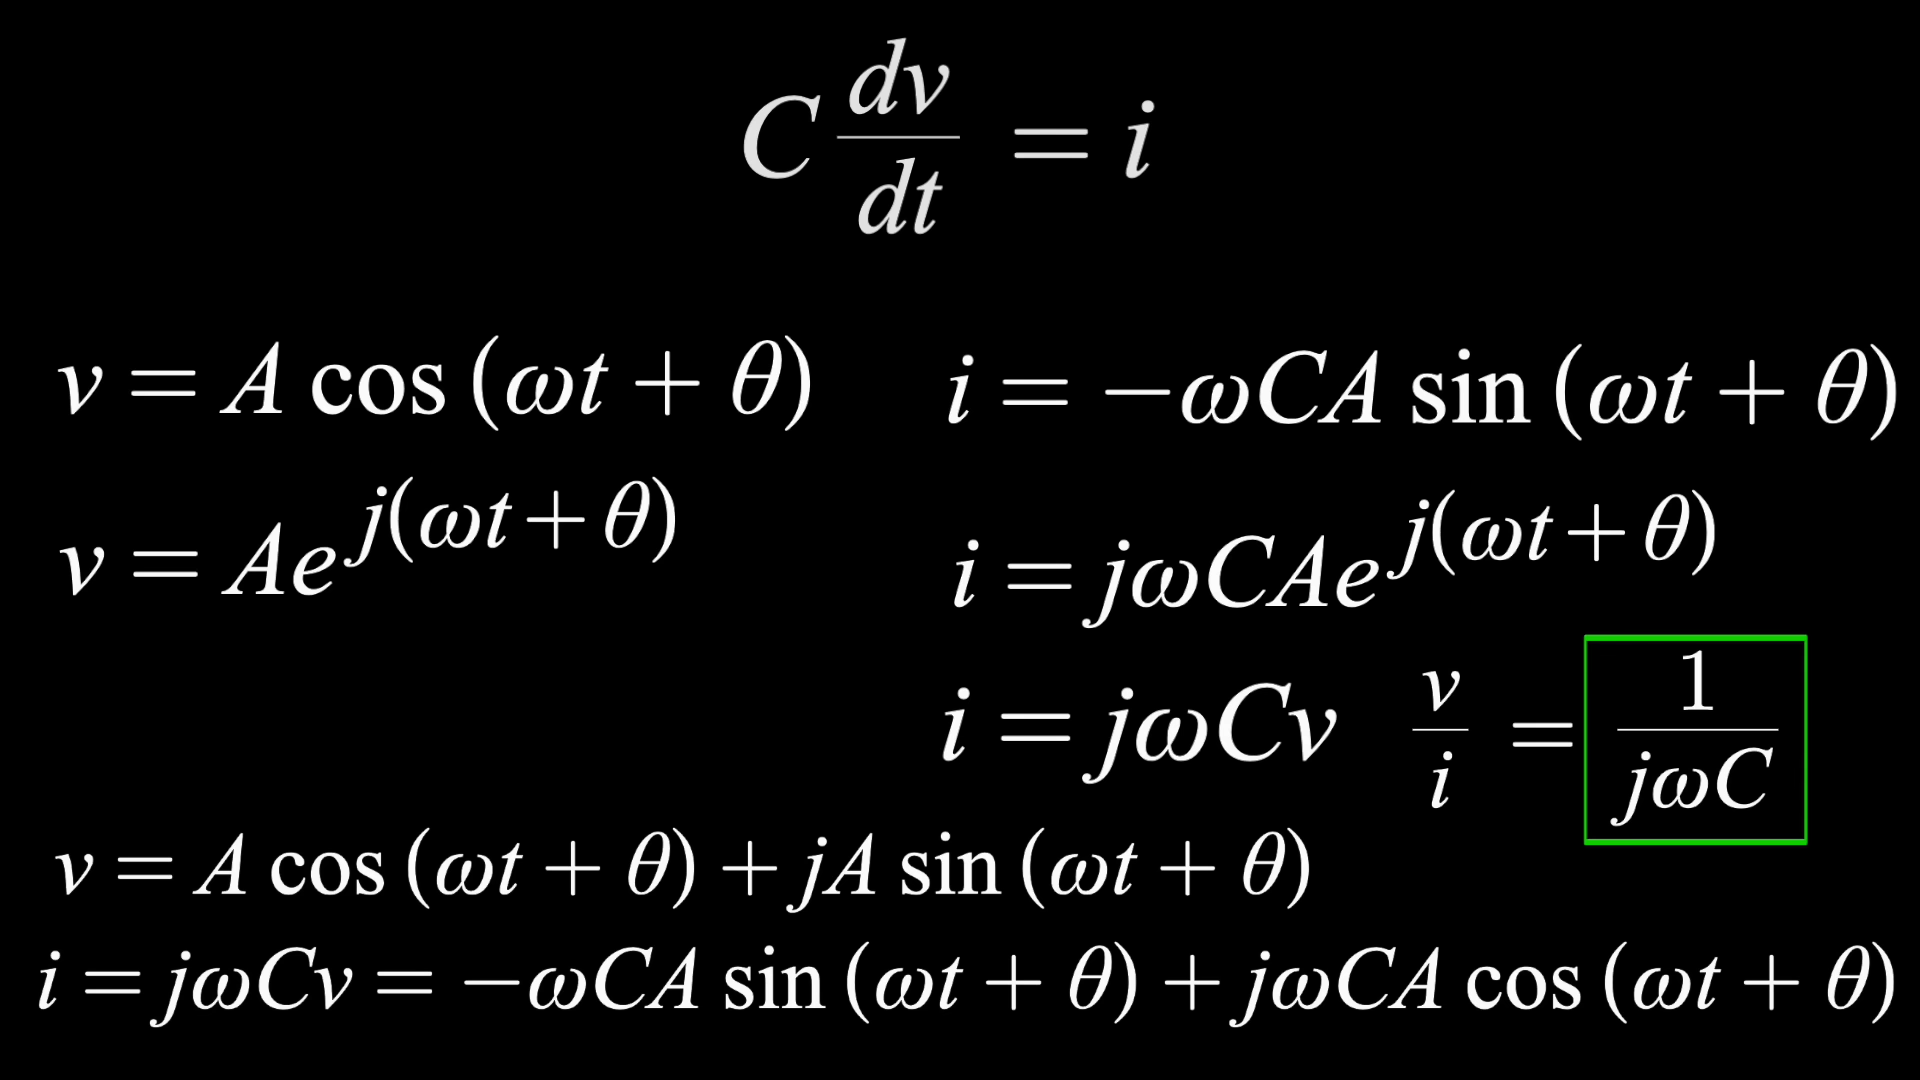 C dv/dt = i
v = A cos (ωt + θ) i = −ωCA sin (ωt + θ)
v = Ae^j(ωt + θ) i = jωCAe^j(ωt + θ)
i = jωCv v/i = 1/jωC
v = A cos (ωt + θ) + jA sin (ωt + θ)
i = jωCv = −ωCA sin (ωt + θ) + jωCA cos (ωt + θ)